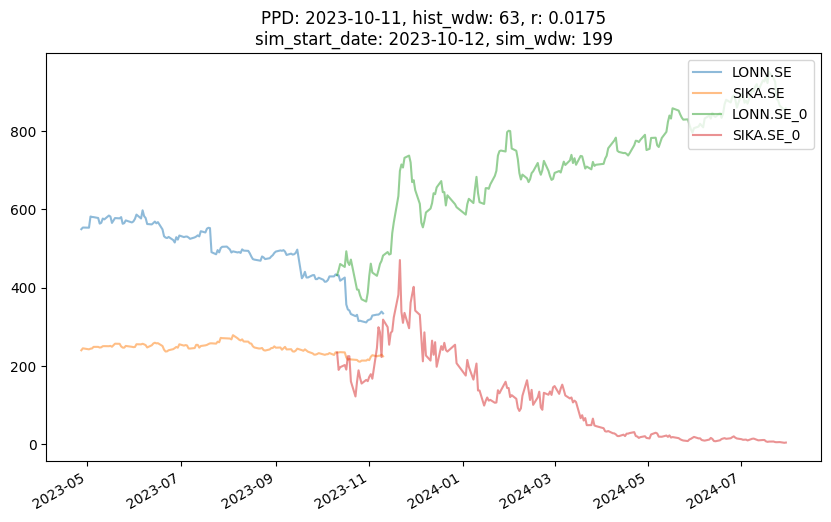 PPD: 2023-10-11, hist_wdw: 63, r: 0.0175
sim_start_date: 2023-10-12, sim_wdw: 199
LONN.SE
SIKA.SE
LONN.SE_0
SIKA.SE_0
800
600
400
200
0
2023-05
2023-07
2023-09
2023-11
2024-01
2024-03
2024-05
2024-07